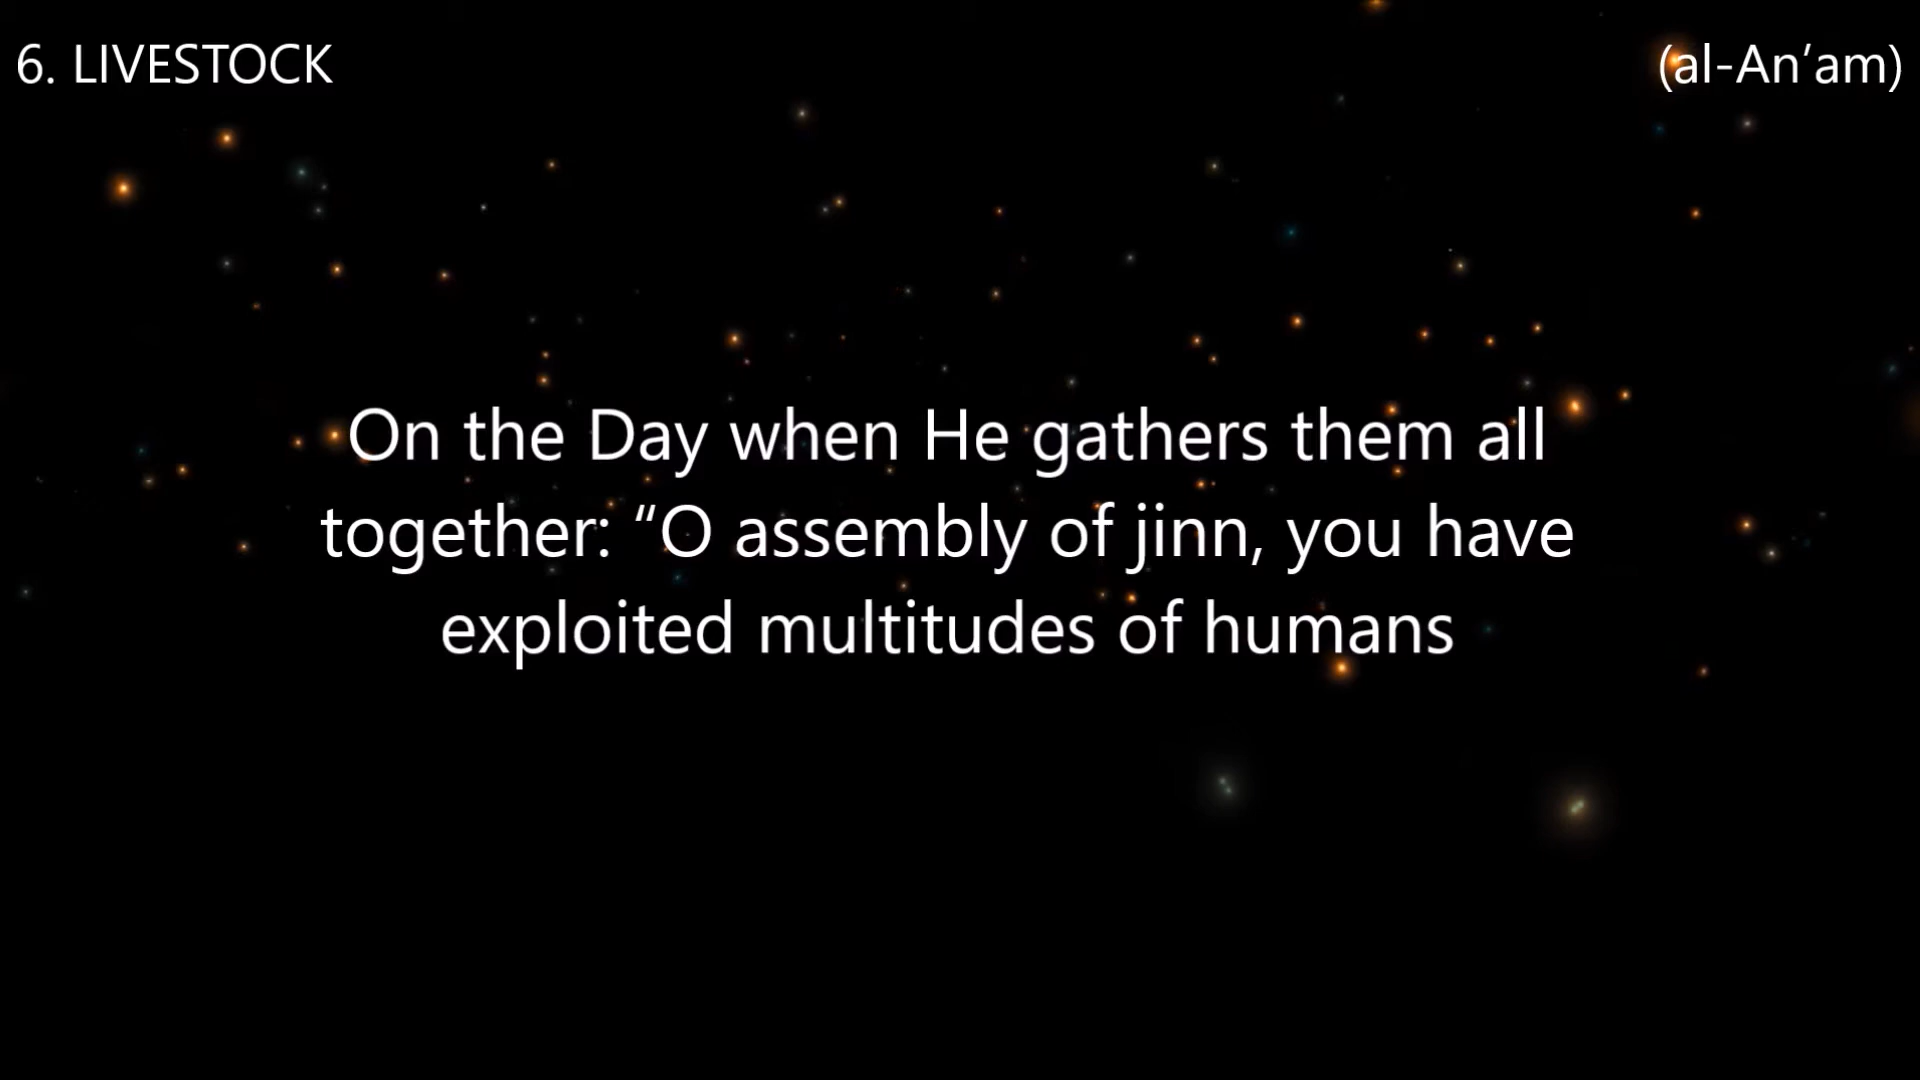 6. LIVESTOCK
(al-An’am)
On the Day when He gathers them all
together: “O assembly of jinn, you have
exploited multitudes of humans